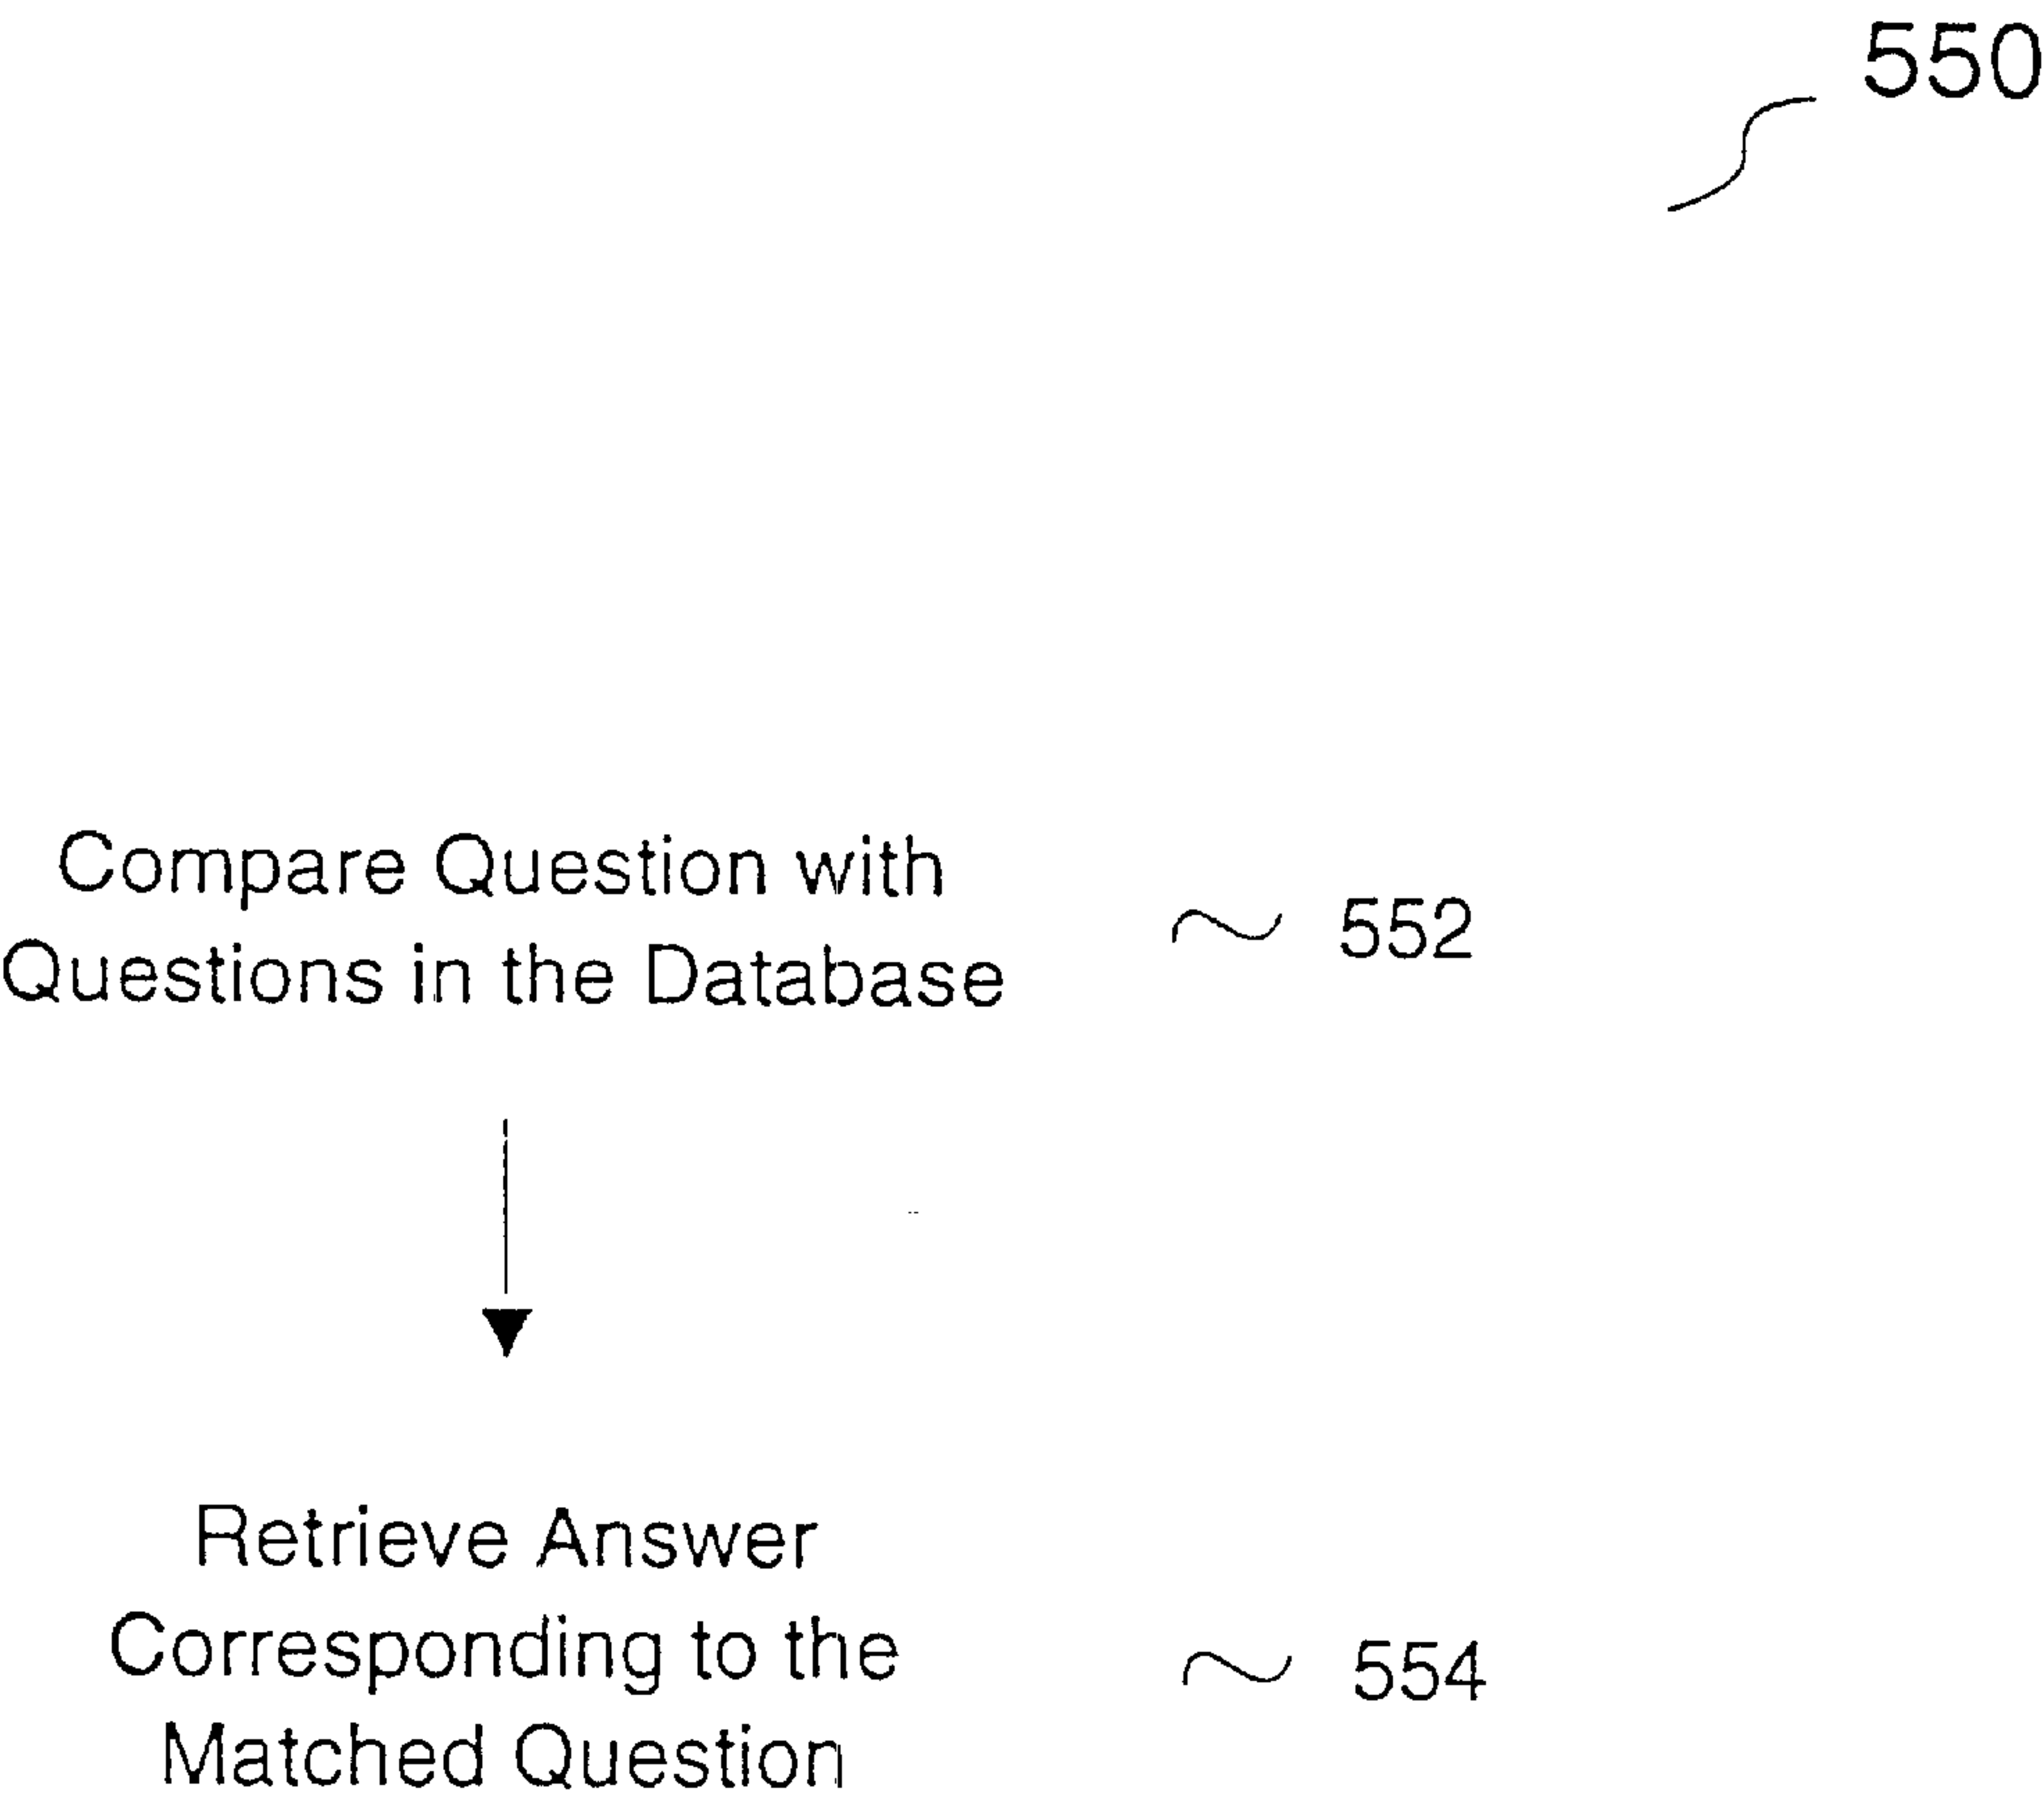 550
Compare Question with
Questions in the Database
552
Retrieve Answer
Corresponding to the
Matched Question
554